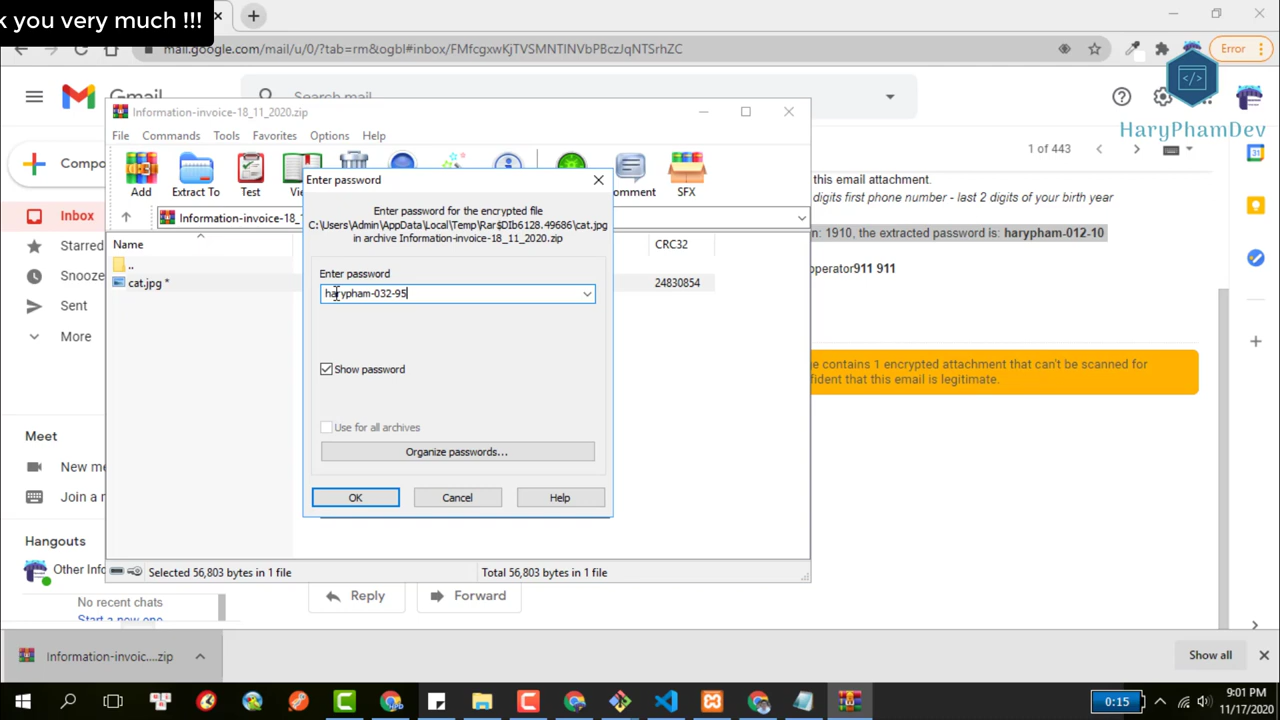 k you very much !!!
mail.google.com/mail/u/0/?tab=rm&ogbl#inbox/FMfcgxwKjTVSMNTlNVbPBczJqNTSrhZC
Error
Gmail
Search mail
HaryPhamDev
Information-invoice-18_11_2020.zip
File Commands Tools Favorites Options Help
Compo
Add Extract To Test Vi omment SFX
1 of 443
Inbox
Starred
Snooze
Sent
More
Information-invoice-18_1
Name CRC32
..
cat.jpg * 24830854
Enter password
Enter password for the encrypted file
C:\Users\Admin\AppData\Local\Temp\Rar$DIb6128.49686\cat.jpg
in archive Information-invoice-18_11_2020.zip
Enter password
harypham-032-95
Show password
Use for all archives
Organize passwords...
OK Cancel Help
this email attachment.
digits first phone number - last 2 digits of your birth year
n: 1910, the extracted password is: harypham-012-10
operator911 911
e contains 1 encrypted attachment that can't be scanned for
fident that this email is legitimate.
Meet
New me
Join a m
Hangouts
Other Info
No recent chats
Start a new one
Selected 56,803 bytes in 1 file Total 56,803 bytes in 1 file
Reply Forward
Information-invoic....zip
Show all
0:15
9:01 PM
11/17/2020